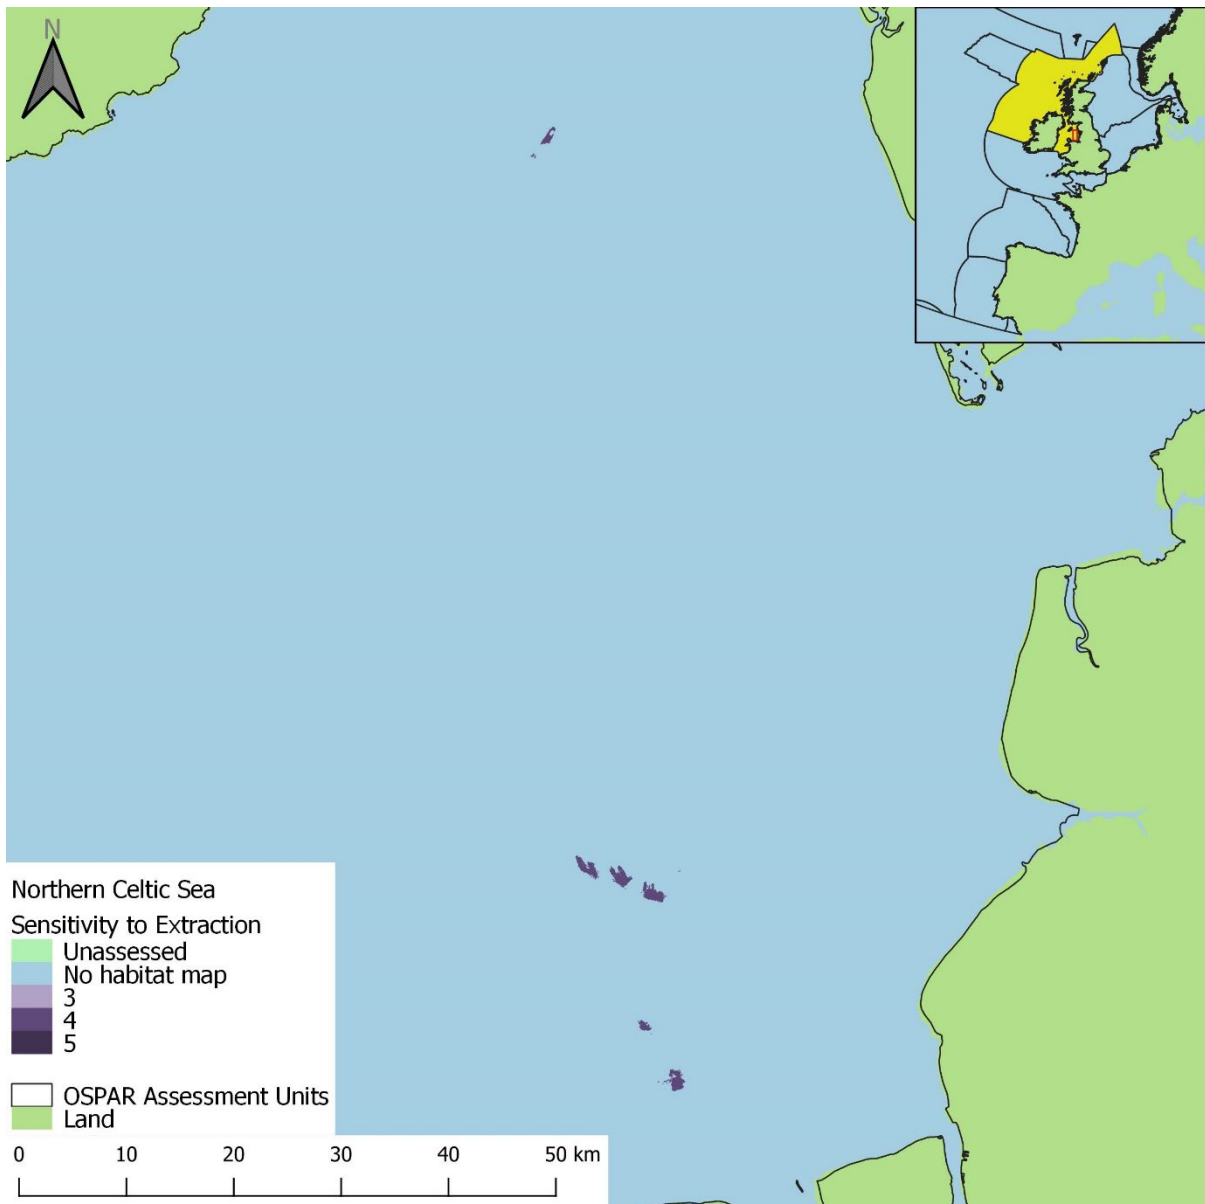 N
Northern Celtic Sea
Sensitivity to Extraction
Unassessed
No habitat map
3
4
5
OSPAR Assessment Units
Land
0 10 20 30 40 50 km